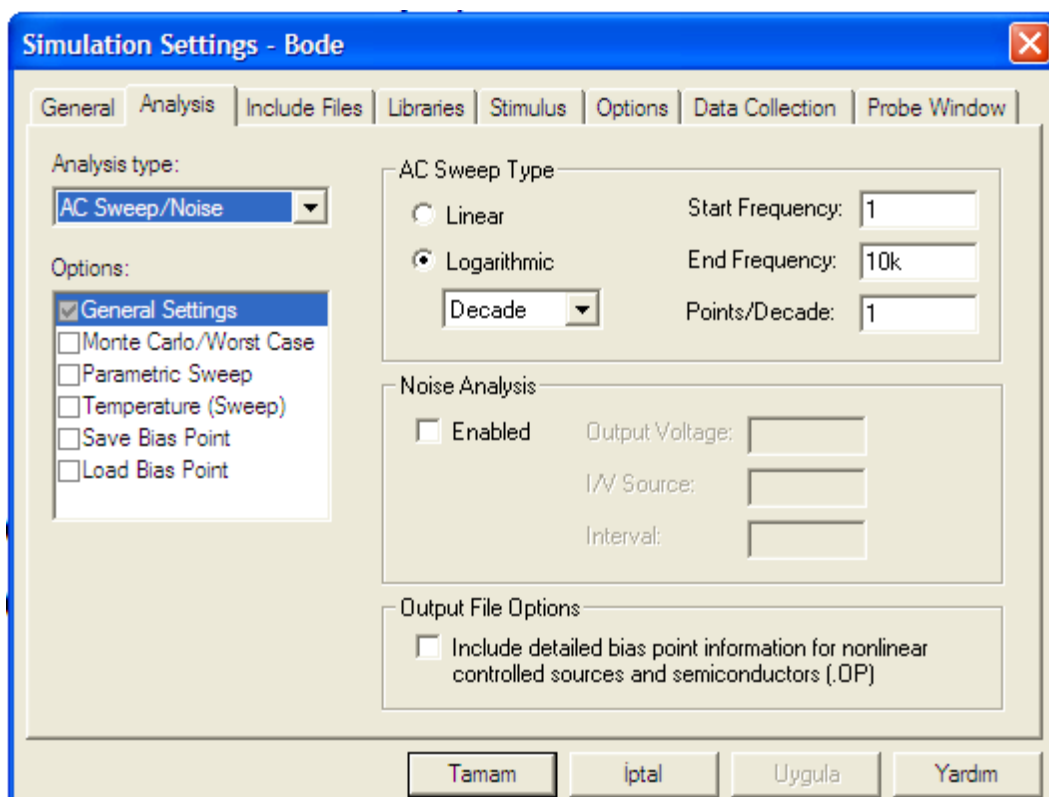 Simulation Settings - Bode
General Analysis Include Files Libraries Stimulus Options Data Collection Probe Window
Analysis type:
AC Sweep/Noise
Options:
General Settings
Monte Carlo/Worst Case
Parametric Sweep
Temperature (Sweep)
Save Bias Point
Load Bias Point
AC Sweep Type
Linear
Logarithmic
Decade
Start Frequency: 1
End Frequency: 10k
Points/Decade: 1
Noise Analysis
Enabled
Output Voltage:
I/V Source:
Interval:
Output File Options
Include detailed bias point information for nonlinear
controlled sources and semiconductors (.OP)
Tamam İptal Uygula Yardım